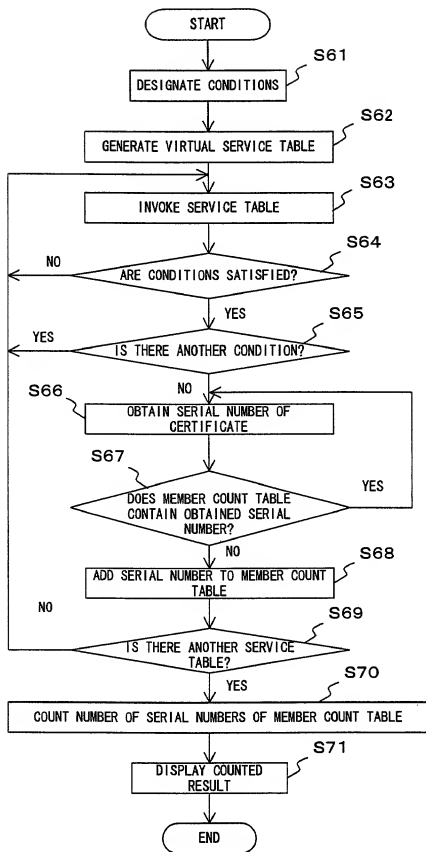 START
S61
DESIGNATE CONDITIONS
S62
GENERATE VIRTUAL SERVICE TABLE
S63
INVOKE SERVICE TABLE
S64
NO
ARE CONDITIONS SATISFIED?
YES
S65
YES
IS THERE ANOTHER CONDITION?
S66
NO
OBTAIN SERIAL NUMBER OF
CERTIFICATE
S67
YES
DOES MEMBER COUNT TABLE
CONTAIN OBTAINED SERIAL
NUMBER?
NO
S68
ADD SERIAL NUMBER TO MEMBER COUNT
TABLE
NO
S69
IS THERE ANOTHER SERVICE
TABLE?
YES
S70
COUNT NUMBER OF SERIAL NUMBERS OF MEMBER COUNT TABLE
S71
DISPLAY COUNTED
RESULT
END